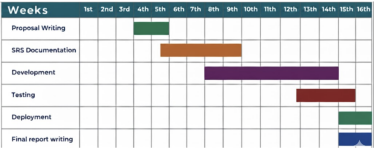 Weeks 1st. 2nd 3rd 4th 5th 6th 7th 8th 9th 10th 11th 12th 13th 14th 15th 16th
Proposal Writing
SRS Documentation
Development
Testing
Deployment
Final report writing